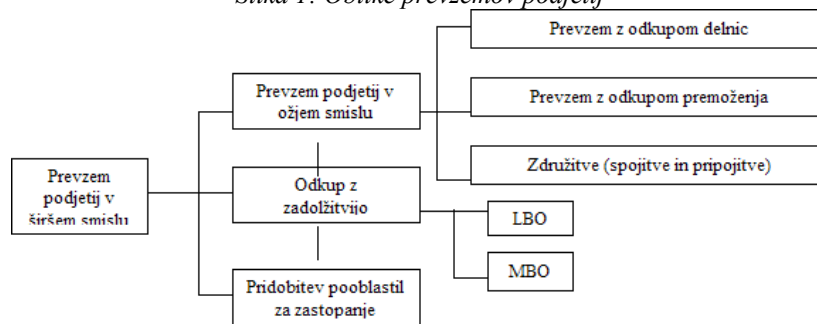 Slika 1: Oblike prevzemov podjetij
Prevzem z odkupom delnic
Prevzem podjetij v
ožjem smislu
Prevzem z odkupom premoženja
Združitve (spojitve in pripojitve)
Prevzem
podjetij v
širšem smislu
Odkup z
zadolžitvijo
LBO
MBO
Pridobitev pooblastil
za zastopanje